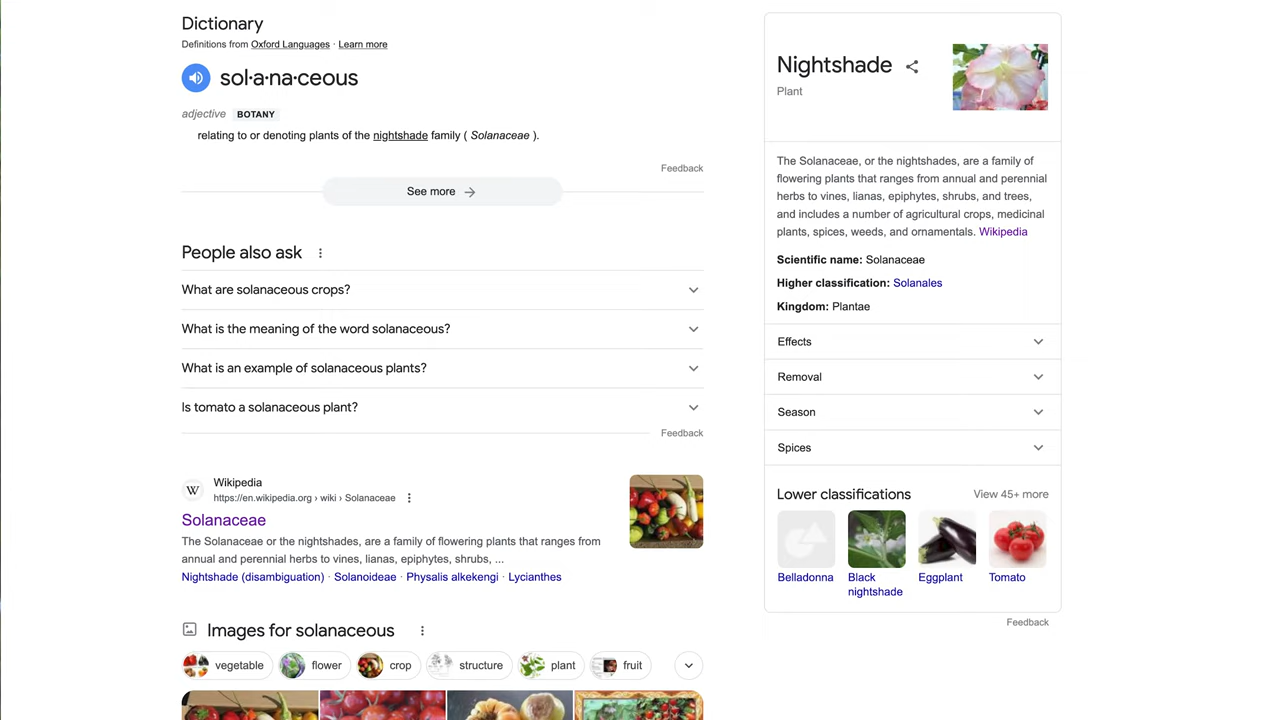 Dictionary
Definitions from Oxford Languages · Learn more
sol·a·na·ceous
adjective BOTANY
relating to or denoting plants of the nightshade family ( Solanaceae ).
Feedback
See more
People also ask
What are solanaceous crops?
What is the meaning of the word solanaceous?
What is an example of solanaceous plants?
Is tomato a solanaceous plant?
Feedback
W
Wikipedia
https://en.wikipedia.org › wiki › Solanaceae
Solanaceae
The Solanaceae or the nightshades, are a family of flowering plants that ranges from
annual and perennial herbs to vines, lianas, epiphytes, shrubs, ...
Nightshade (disambiguation) · Solanoideae · Physalis alkekengi · Lycianthes
Images for solanaceous
vegetable
flower
crop
structure
plant
fruit
Nightshade
Plant
The Solanaceae, or the nightshades, are a family of
flowering plants that ranges from annual and perennial
herbs to vines, lianas, epiphytes, shrubs, and trees,
and includes a number of agricultural crops, medicinal
plants, spices, weeds, and ornamentals. Wikipedia
Scientific name: Solanaceae
Higher classification: Solanales
Kingdom: Plantae
Effects
Removal
Season
Spices
Lower classifications
View 45+ more
Belladonna
Black
nightshade
Eggplant
Tomato
Feedback